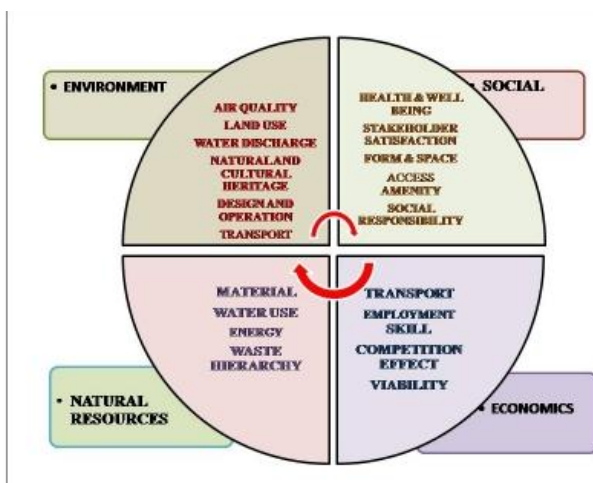 • ENVIRONMENT
AIR QUALITY
LAND USE
WATER DISCHARGE
NATURAL AND
CULTURAL
HERITAGE
DESIGN AND
OPERATION
TRANSPORT
• SOCIAL
HEALTH & WELL
BEING
STAKEHOLDER
SATISFACTION
FORM & SPACE
ACCESS
AMENITY
SOCIAL
RESPONSIBILITY
MATERIAL
WATER USE
ENERGY
WASTE
HIERARCHY
• NATURAL
RESOURCES
TRANSPORT
EMPLOYMENT
SKILL
COMPETITION
EFFECT
VIABILITY
• ECONOMICS